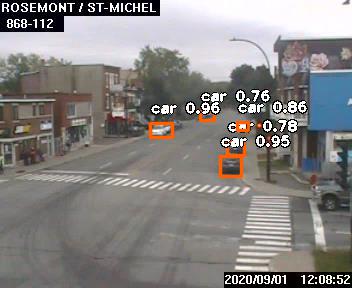 ROSEMONT / ST-MICHEL
868-112
car 0.76
car 0.96
car 0.86
car 0.78
car 0.95
2020/09/01 12:08:52